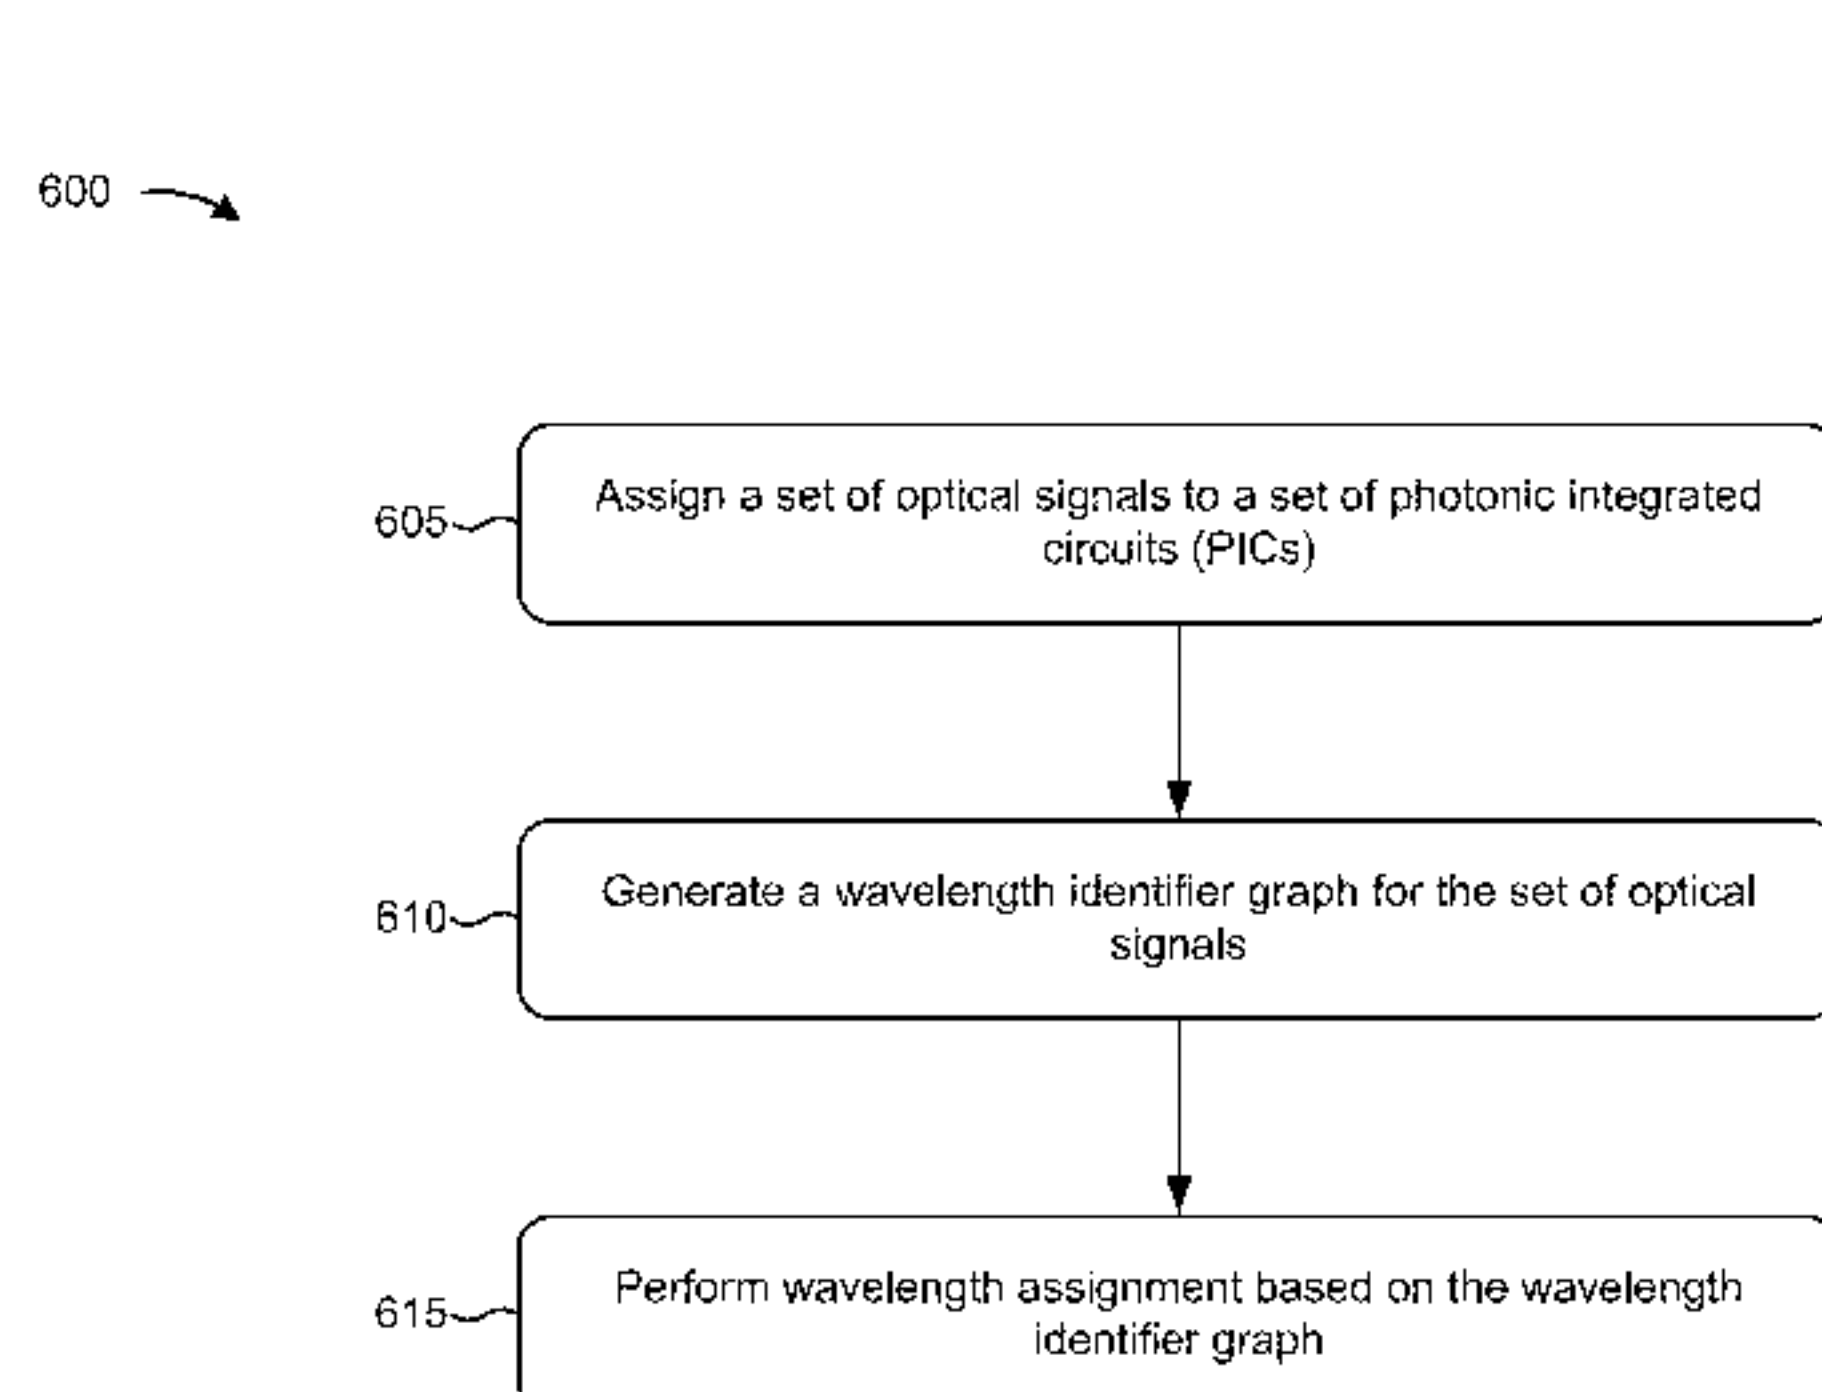 600
605
Assign a set of optical signals to a set of photonic integrated
circuits (PICs)
610
Generate a wavelength identifier graph for the set of optical
signals
615
Perform wavelength assignment based on the wavelength
identifier graph